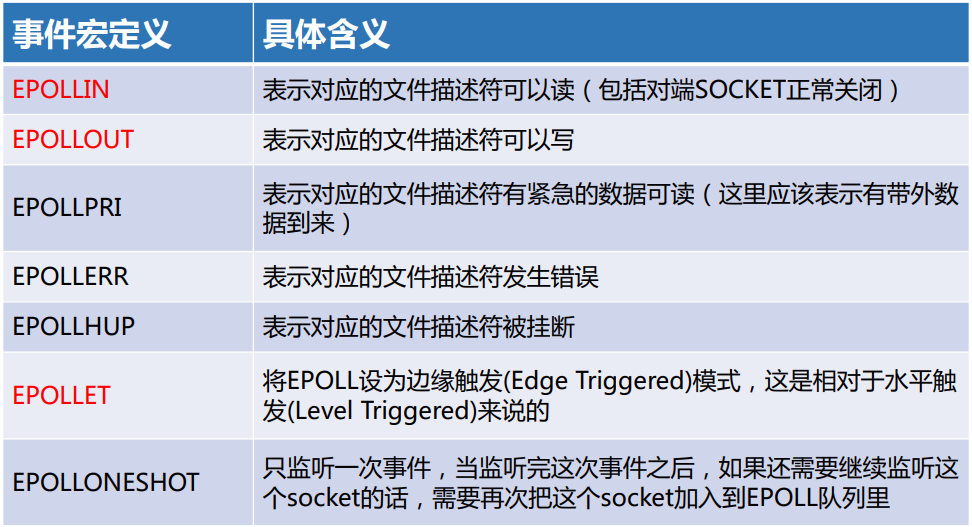 事件宏定义 具体含义
EPOLLIN 表示对应的文件描述符可以读（包括对端SOCKET正常关闭）
EPOLLOUT 表示对应的文件描述符可以写
EPOLLPRI 表示对应的文件描述符有紧急的数据可读（这里应该表示有带外数
据到来）
EPOLLERR 表示对应的文件描述符发生错误
EPOLLHUP 表示对应的文件描述符被挂断
EPOLLET 将EPOLL设为边缘触发(Edge Triggered)模式，这是相对于水平触
发(Level Triggered)来说的
EPOLLONESHOT 只监听一次事件，当监听完这次事件之后，如果还需要继续监听这
个socket的话，需要再次把这个socket加入到EPOLL队列里